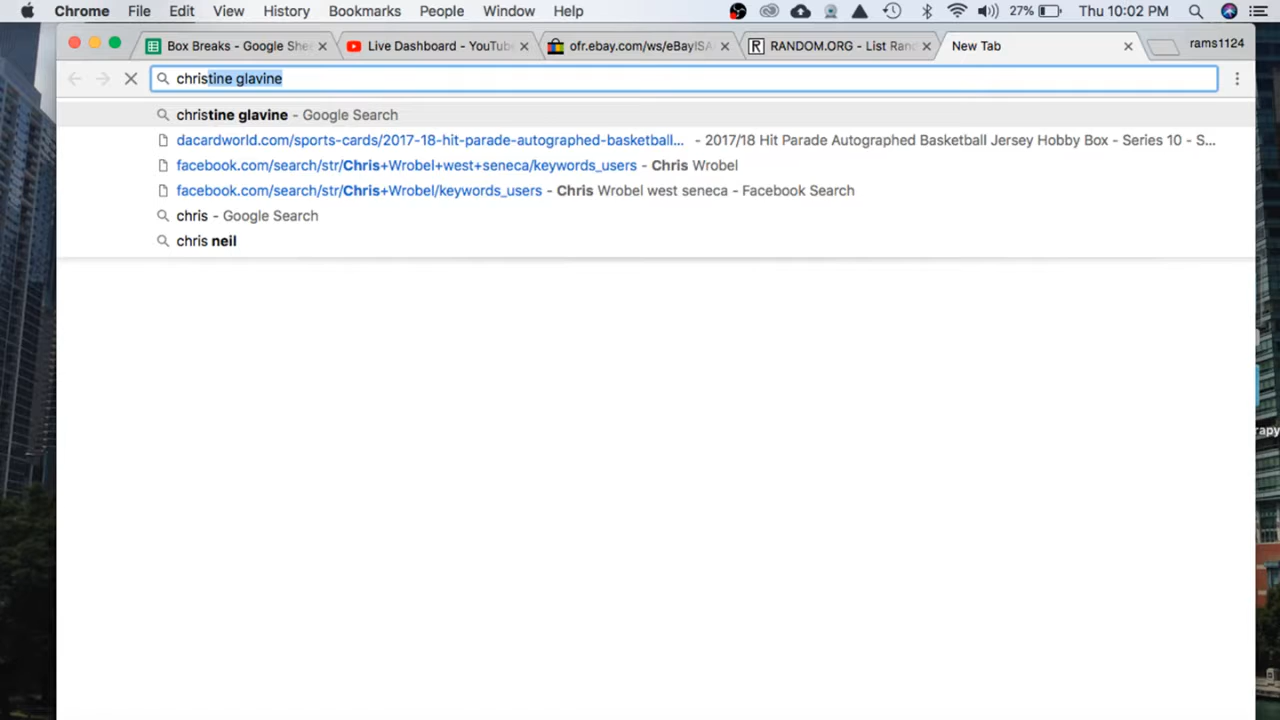 Chrome File Edit View History Bookmarks People Window Help 27% Thu 10:02 PM
Box Breaks - Google She Live Dashboard - YouTub ofr.ebay.com/ws/eBayISA RANDOM.ORG - List Ran New Tab rams1124
christine glavine
christine glavine - Google Search
dacardworld.com/sports-cards/2017-18-hit-parade-autographed-basketball... - 2017/18 Hit Parade Autographed Basketball Jersey Hobby Box - Series 10 - S...
facebook.com/search/str/Chris+Wrobel+west+seneca/keywords_users - Chris Wrobel
facebook.com/search/str/Chris+Wrobel/keywords_users - Chris Wrobel west seneca - Facebook Search
chris - Google Search
chris neil
rapy